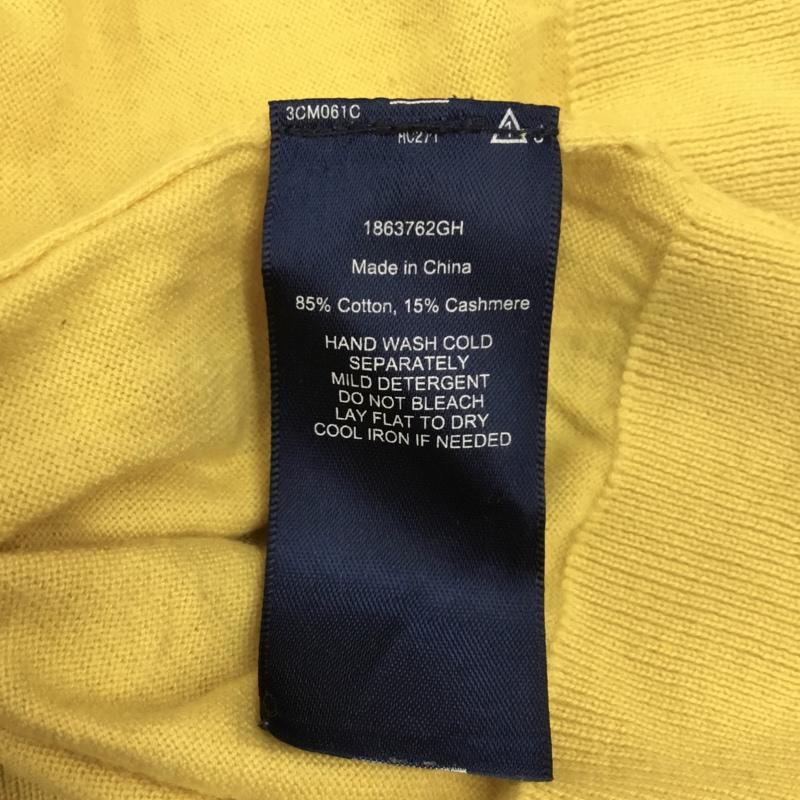 3CM061C
1863762GH
Made in China
85% Cotton, 15% Cashmere
HAND WASH COLD
SEPARATELY
MILD DETERGENT
DO NOT BLEACH
LAY FLAT TO DRY
COOL IRON IF NEEDED